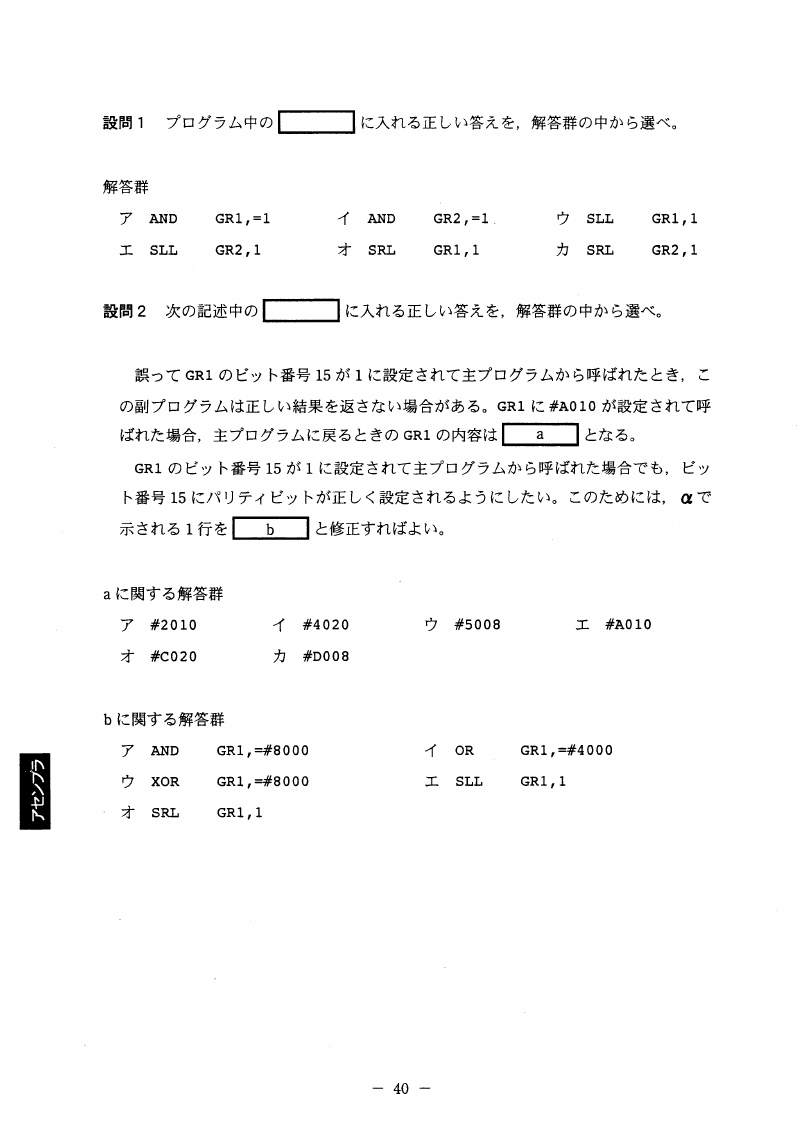 設問1 プログラム中の に入れる正しい答えを，解答群の中から選べ。
解答群
ア AND GR1,=1 イ AND GR2,=1 ウ SLL GR1,1
エ SLL GR2,1 オ SRL GR1,1 カ SRL GR2,1
設問2 次の記述中の に入れる正しい答えを，解答群の中から選べ。
誤って GR1 のビット番号 15 が 1 に設定されて主プログラムから呼ばれたとき，こ
の副プログラムは正しい結果を返さない場合がある。GR1 に #A010 が設定されて呼
ばれた場合，主プログラムに戻るときの GR1 の内容は a となる。
GR1 のビット番号 15 が 1 に設定されて主プログラムから呼ばれた場合でも，ビッ
ト番号 15 にパリティビットが正しく設定されるようにしたい。このためには，αで
示される 1 行を b と修正すればよい。
a に関する解答群
ア #2010 イ #4020 ウ #5008 エ #A010
オ #C020 カ #D008
b に関する解答群
ア AND GR1,=#8000 イ OR GR1,=#4000
ウ XOR GR1,=#8000 エ SLL GR1,1
オ SRL GR1,1
アセンブラ
－ 40 －